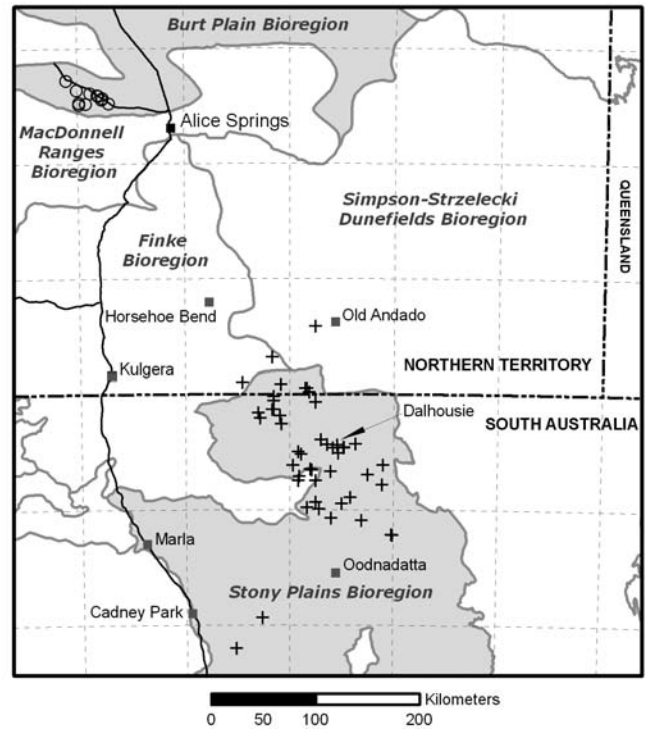 Burt Plain Bioregion
Alice Springs
MacDonnell
Ranges
Bioregion
Simpson-Strzelecki
Dunefields Bioregion
QUEENSLAND
Finke
Bioregion
Horsehoe Bend
Old Andado
Kulgera
NORTHERN TERRITORY
Dalhousie
SOUTH AUSTRALIA
Marla
Oodnadatta
Stony Plains Bioregion
Cadney Park
Kilometers
0 50 100 200